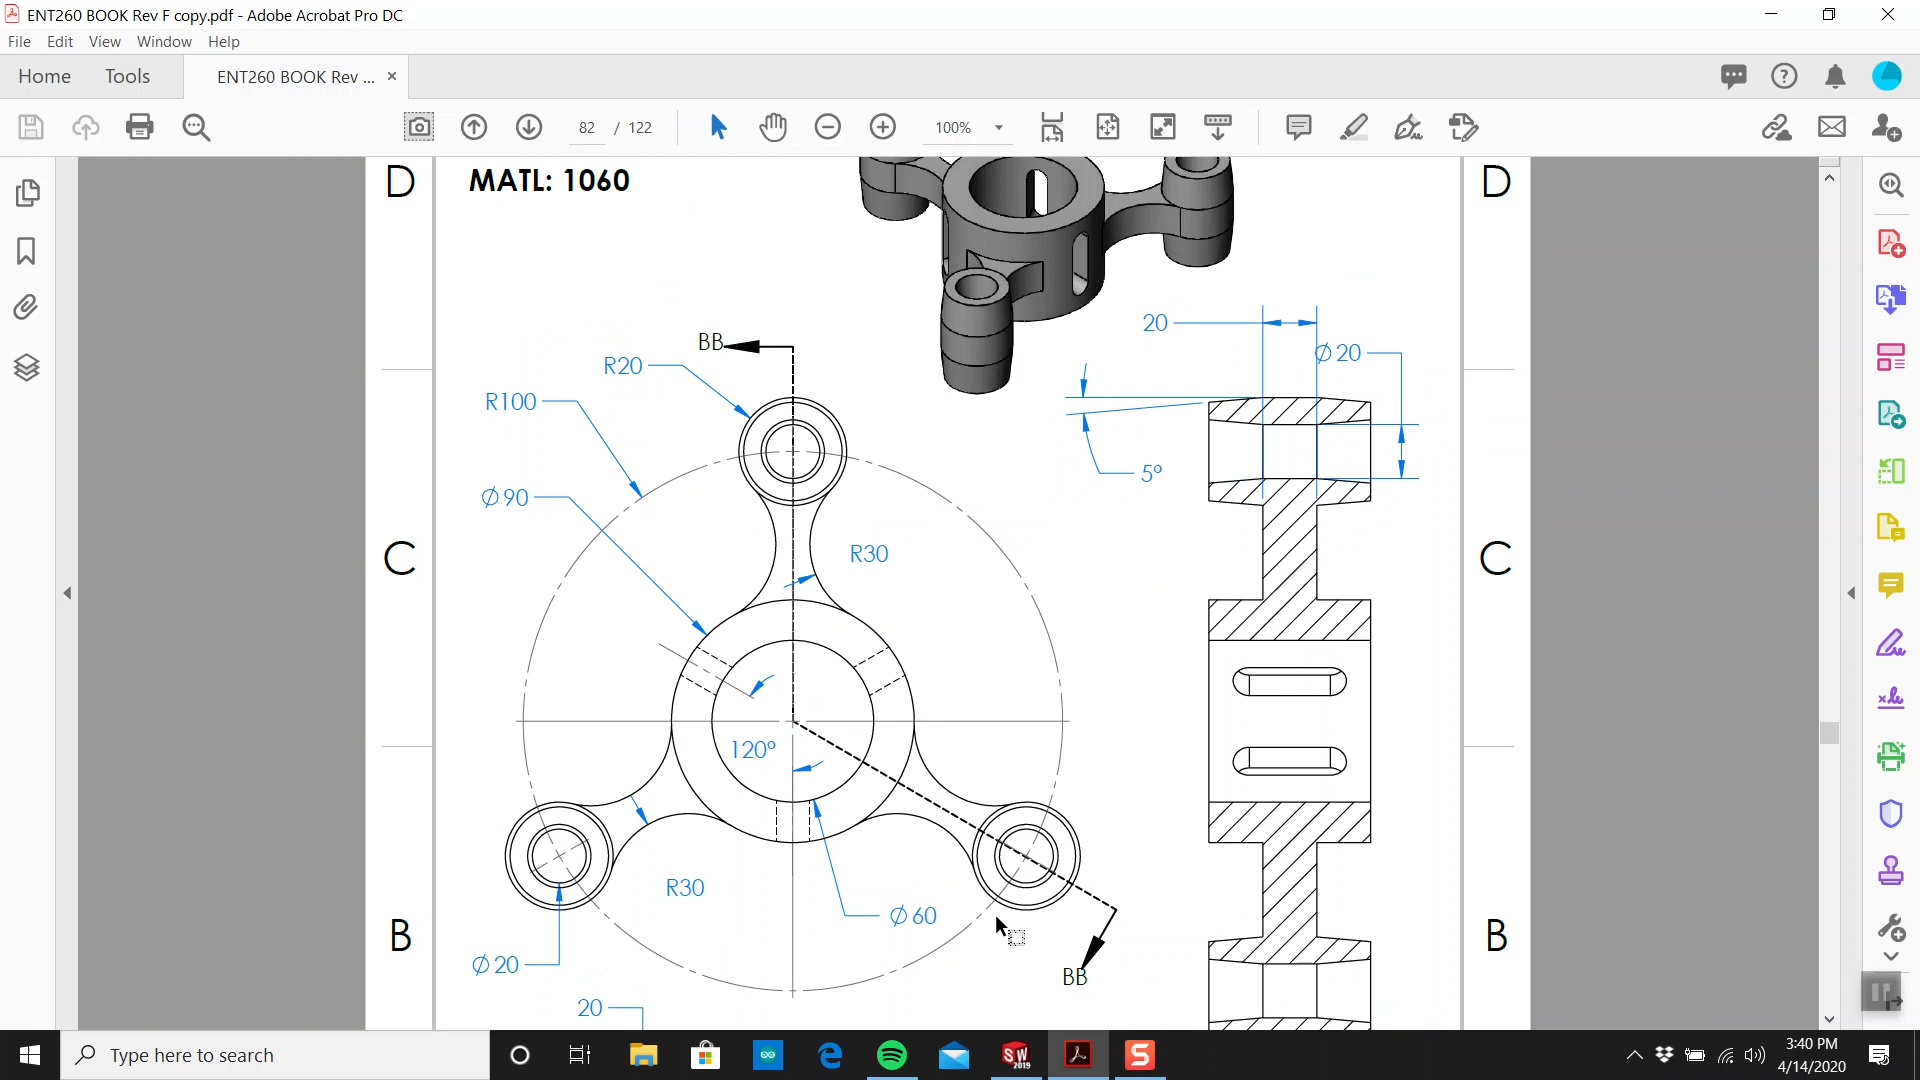 ENT260 BOOK Rev F copy.pdf - Adobe Acrobat Pro DC
File Edit View Window Help
Home Tools ENT260 BOOK Rev ... ×
82 / 122 100%
D MATL: 1060 D
20
BB
Ø20
R20
R100
5°
Ø90
R30
C C
120°
R30
Ø60
B B
Ø20
BB
20
Type here to search
SW
2019
S
3:40 PM
4/14/2020